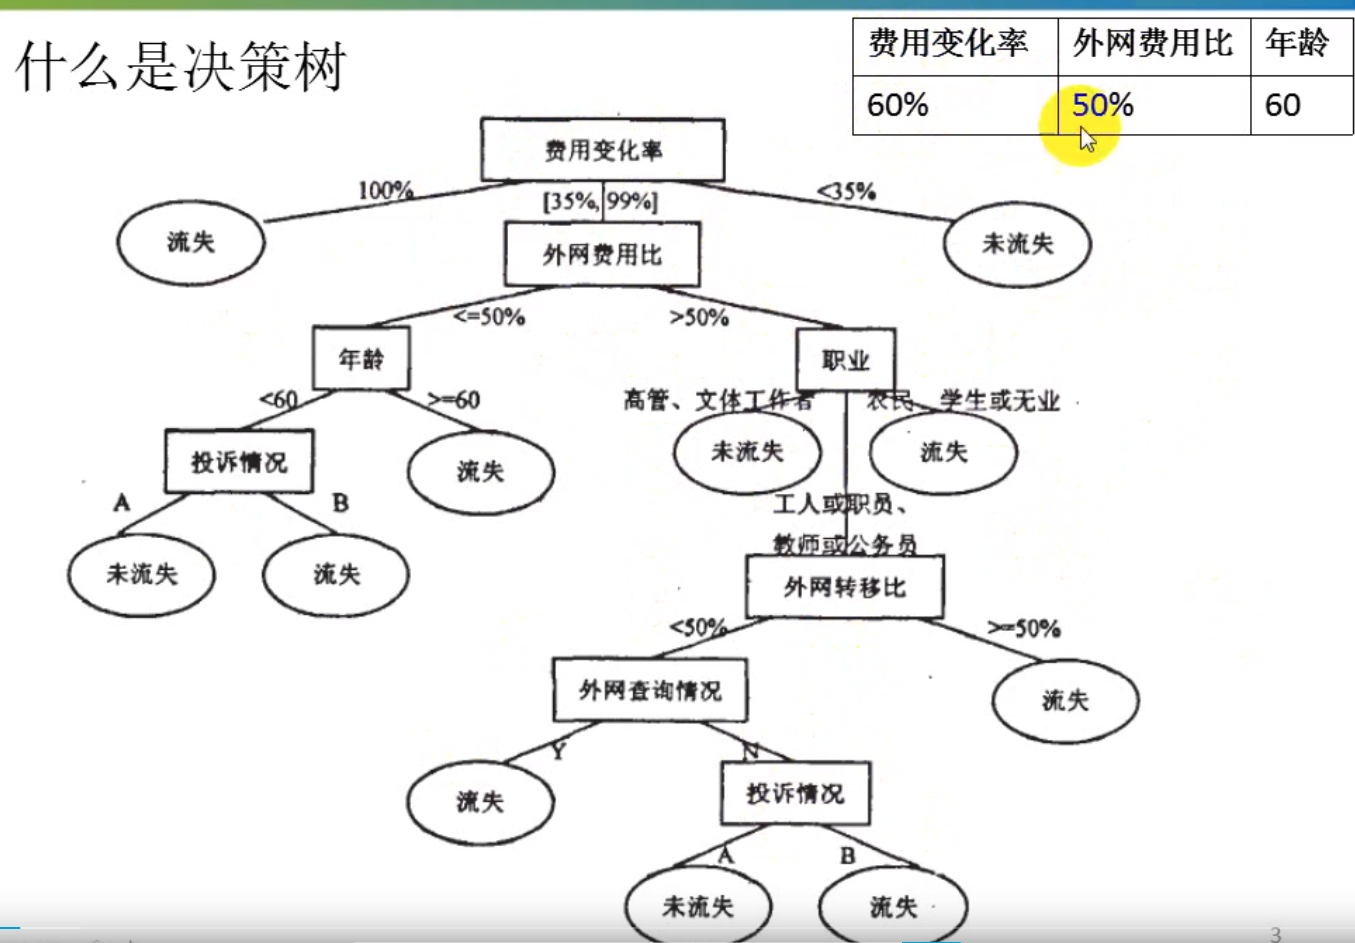 什么是决策树
费用变化率 外网费用比 年龄
60% 50% 60
费用变化率
100% [35%, 99%] <35%
流失 外网费用比 未流失
<=50% >50%
年龄 职业
<60 >=60 高管、文体工作者 农民、学生或无业
投诉情况 流失 未流失 流失
A B 工人或职员、
教师或公务员
未流失 流失 外网转移比
<50% >=50%
外网查询情况 流失
Y N
流失 投诉情况
A B
未流失 流失
3